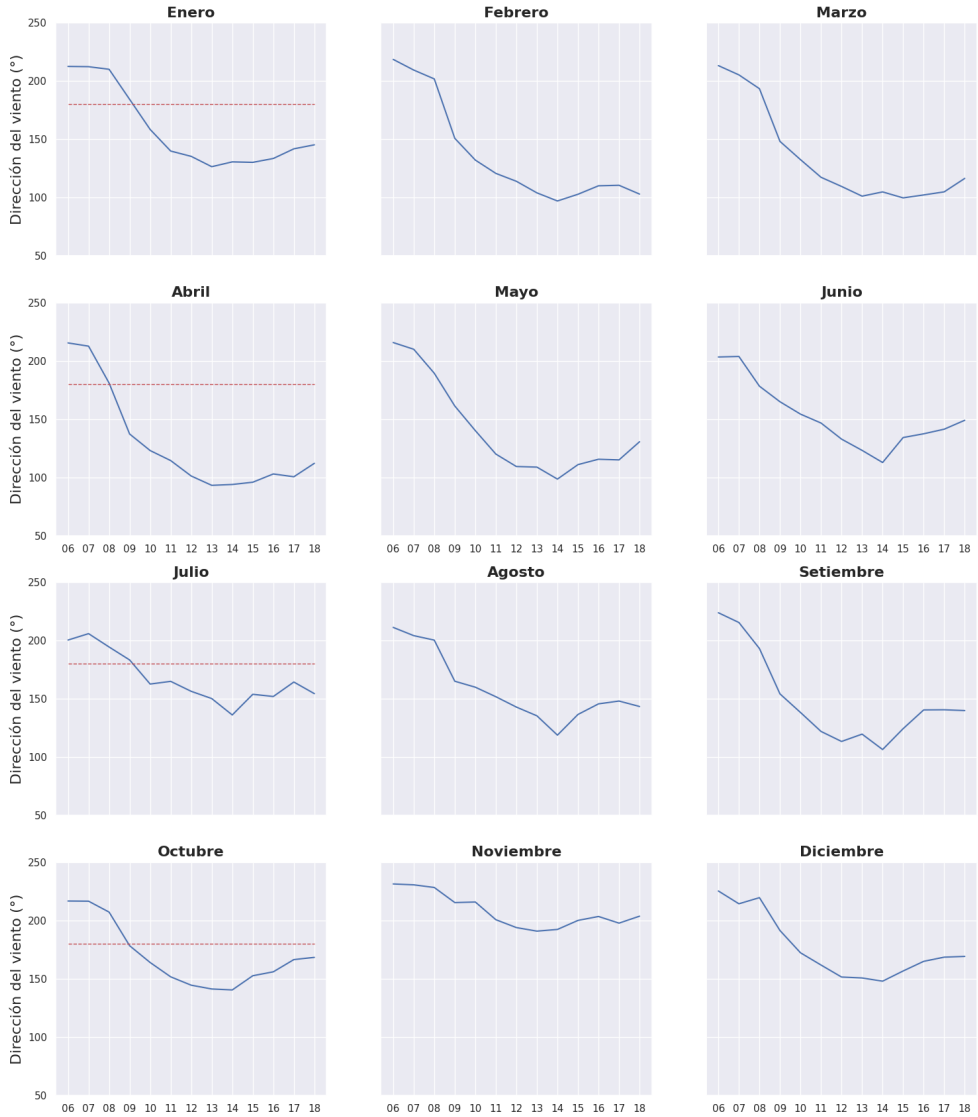 Enero Febrero Marzo
250
200
150
100
50
Dirección del viento (°)
Abril Mayo Junio
250
200
150
100
50
Dirección del viento (°)
06 07 08 09 10 11 12 13 14 15 16 17 18 06 07 08 09 10 11 12 13 14 15 16 17 18 06 07 08 09 10 11 12 13 14 15 16 17 18
Julio Agosto Setiembre
250
200
150
100
50
Dirección del viento (°)
Octubre Noviembre Diciembre
250
200
150
100
50
Dirección del viento (°)
06 07 08 09 10 11 12 13 14 15 16 17 18 06 07 08 09 10 11 12 13 14 15 16 17 18 06 07 08 09 10 11 12 13 14 15 16 17 18